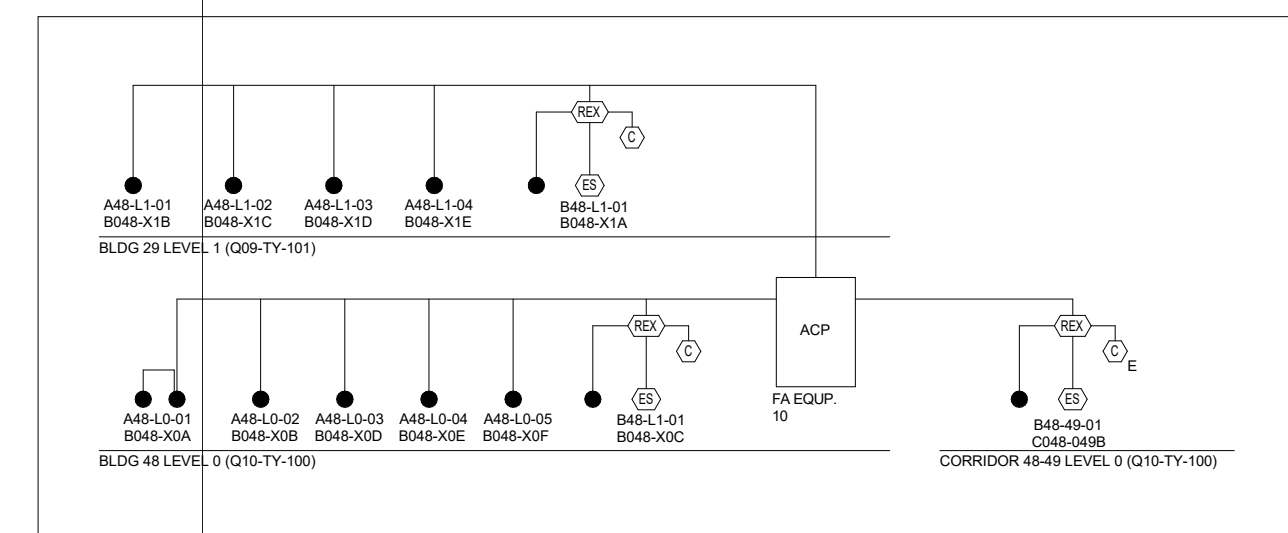 REX
C
ES
A48-L1-01
B048-X1B
A48-L1-02
B048-X1C
A48-L1-03
B048-X1D
A48-L1-04
B048-X1E
B48-L1-01
B048-X1A
BLDG 29 LEVEL 1 (Q09-TY-101)
ACP
FA EQUP.
10
REX
C
ES
A48-L0-01
B048-X0A
A48-L0-02
B048-X0B
A48-L0-03
B048-X0D
A48-L0-04
B048-X0E
A48-L0-05
B048-X0F
B48-L1-01
B048-X0C
BLDG 48 LEVEL 0 (Q10-TY-100)
REX
C
E
ES
B48-49-01
C048-049B
CORRIDOR 48-49 LEVEL 0 (Q10-TY-100)